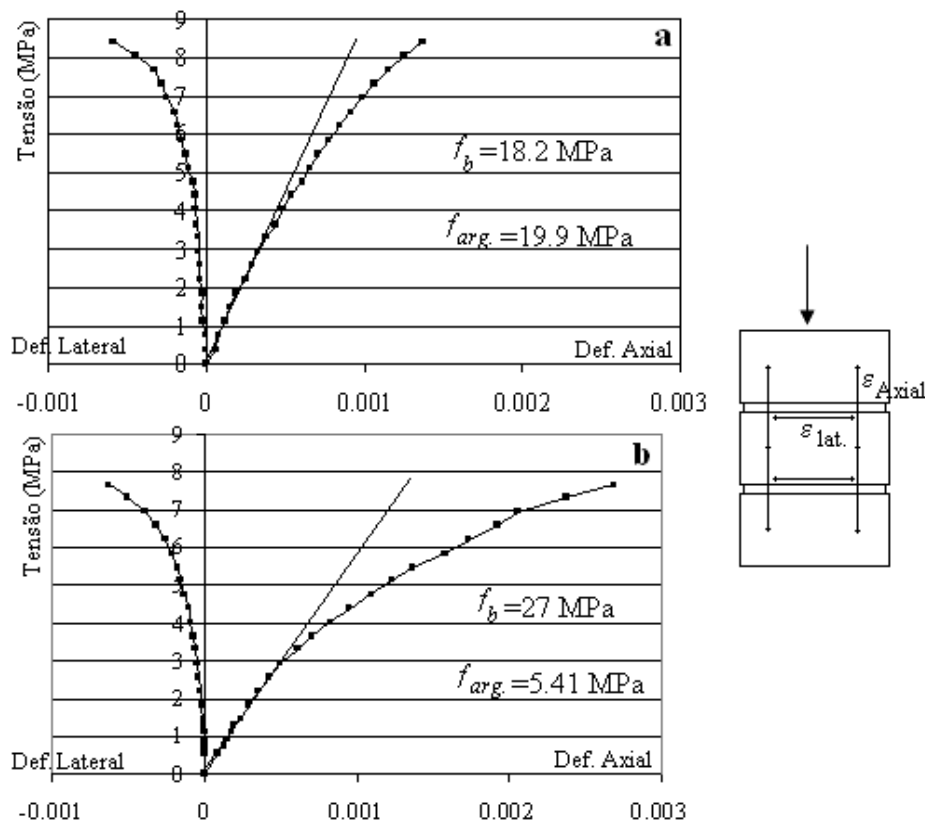 a
Tensão (MPa)
9
8
7
6
5
4
3
2
1
0
f_b =18.2 MPa
f_arg. =19.9 MPa
Def. Lateral
Def. Axial
-0.001 0 0.001 0.002 0.003
b
Tensão (MPa)
9
8
7
6
5
4
3
2
1
0
f_b =27 MPa
f_arg. =5.41 MPa
Def. Lateral
Def. Axial
-0.001 0 0.001 0.002 0.003
ε Axial
ε lat.